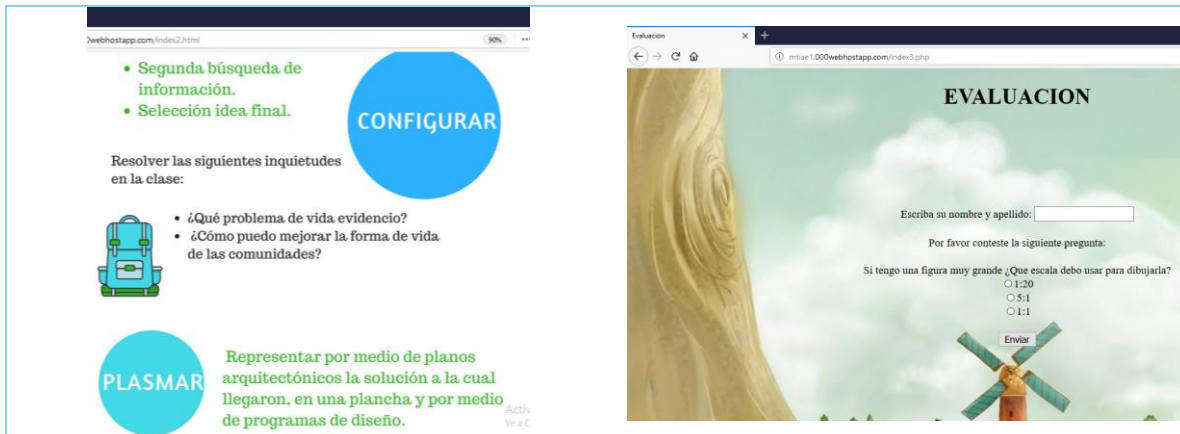 0webhostapp.com/index2.html
90%
• Segunda búsqueda de
información.
• Selección idea final.
CONFIGURAR
Resolver las siguientes inquietudes
en la clase:
• ¿Qué problema de vida evidencio?
• ¿Cómo puedo mejorar la forma de vida
de las comunidades?
PLASMAR
Representar por medio de planos
arquitectónicos la solución a la cual
llegaron, en una plancha y por medio
de programas de diseño.
Evaluacion
mtiae1.000webhostapp.com/index3.php
EVALUACION
Escriba su nombre y apellido:
Por favor conteste la siguiente pregunta:
Si tengo una figura muy grande ¿Que escala debo usar para dibujarla?
1:20
5:1
1:1
Enviar